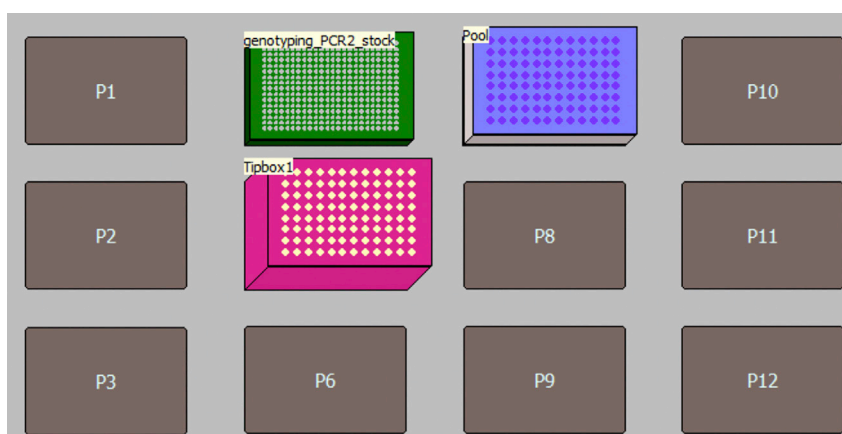 P1
genotyping_PCR2_stock
Pool
P10
P2
Tipbox1
P8
P11
P3
P6
P9
P12